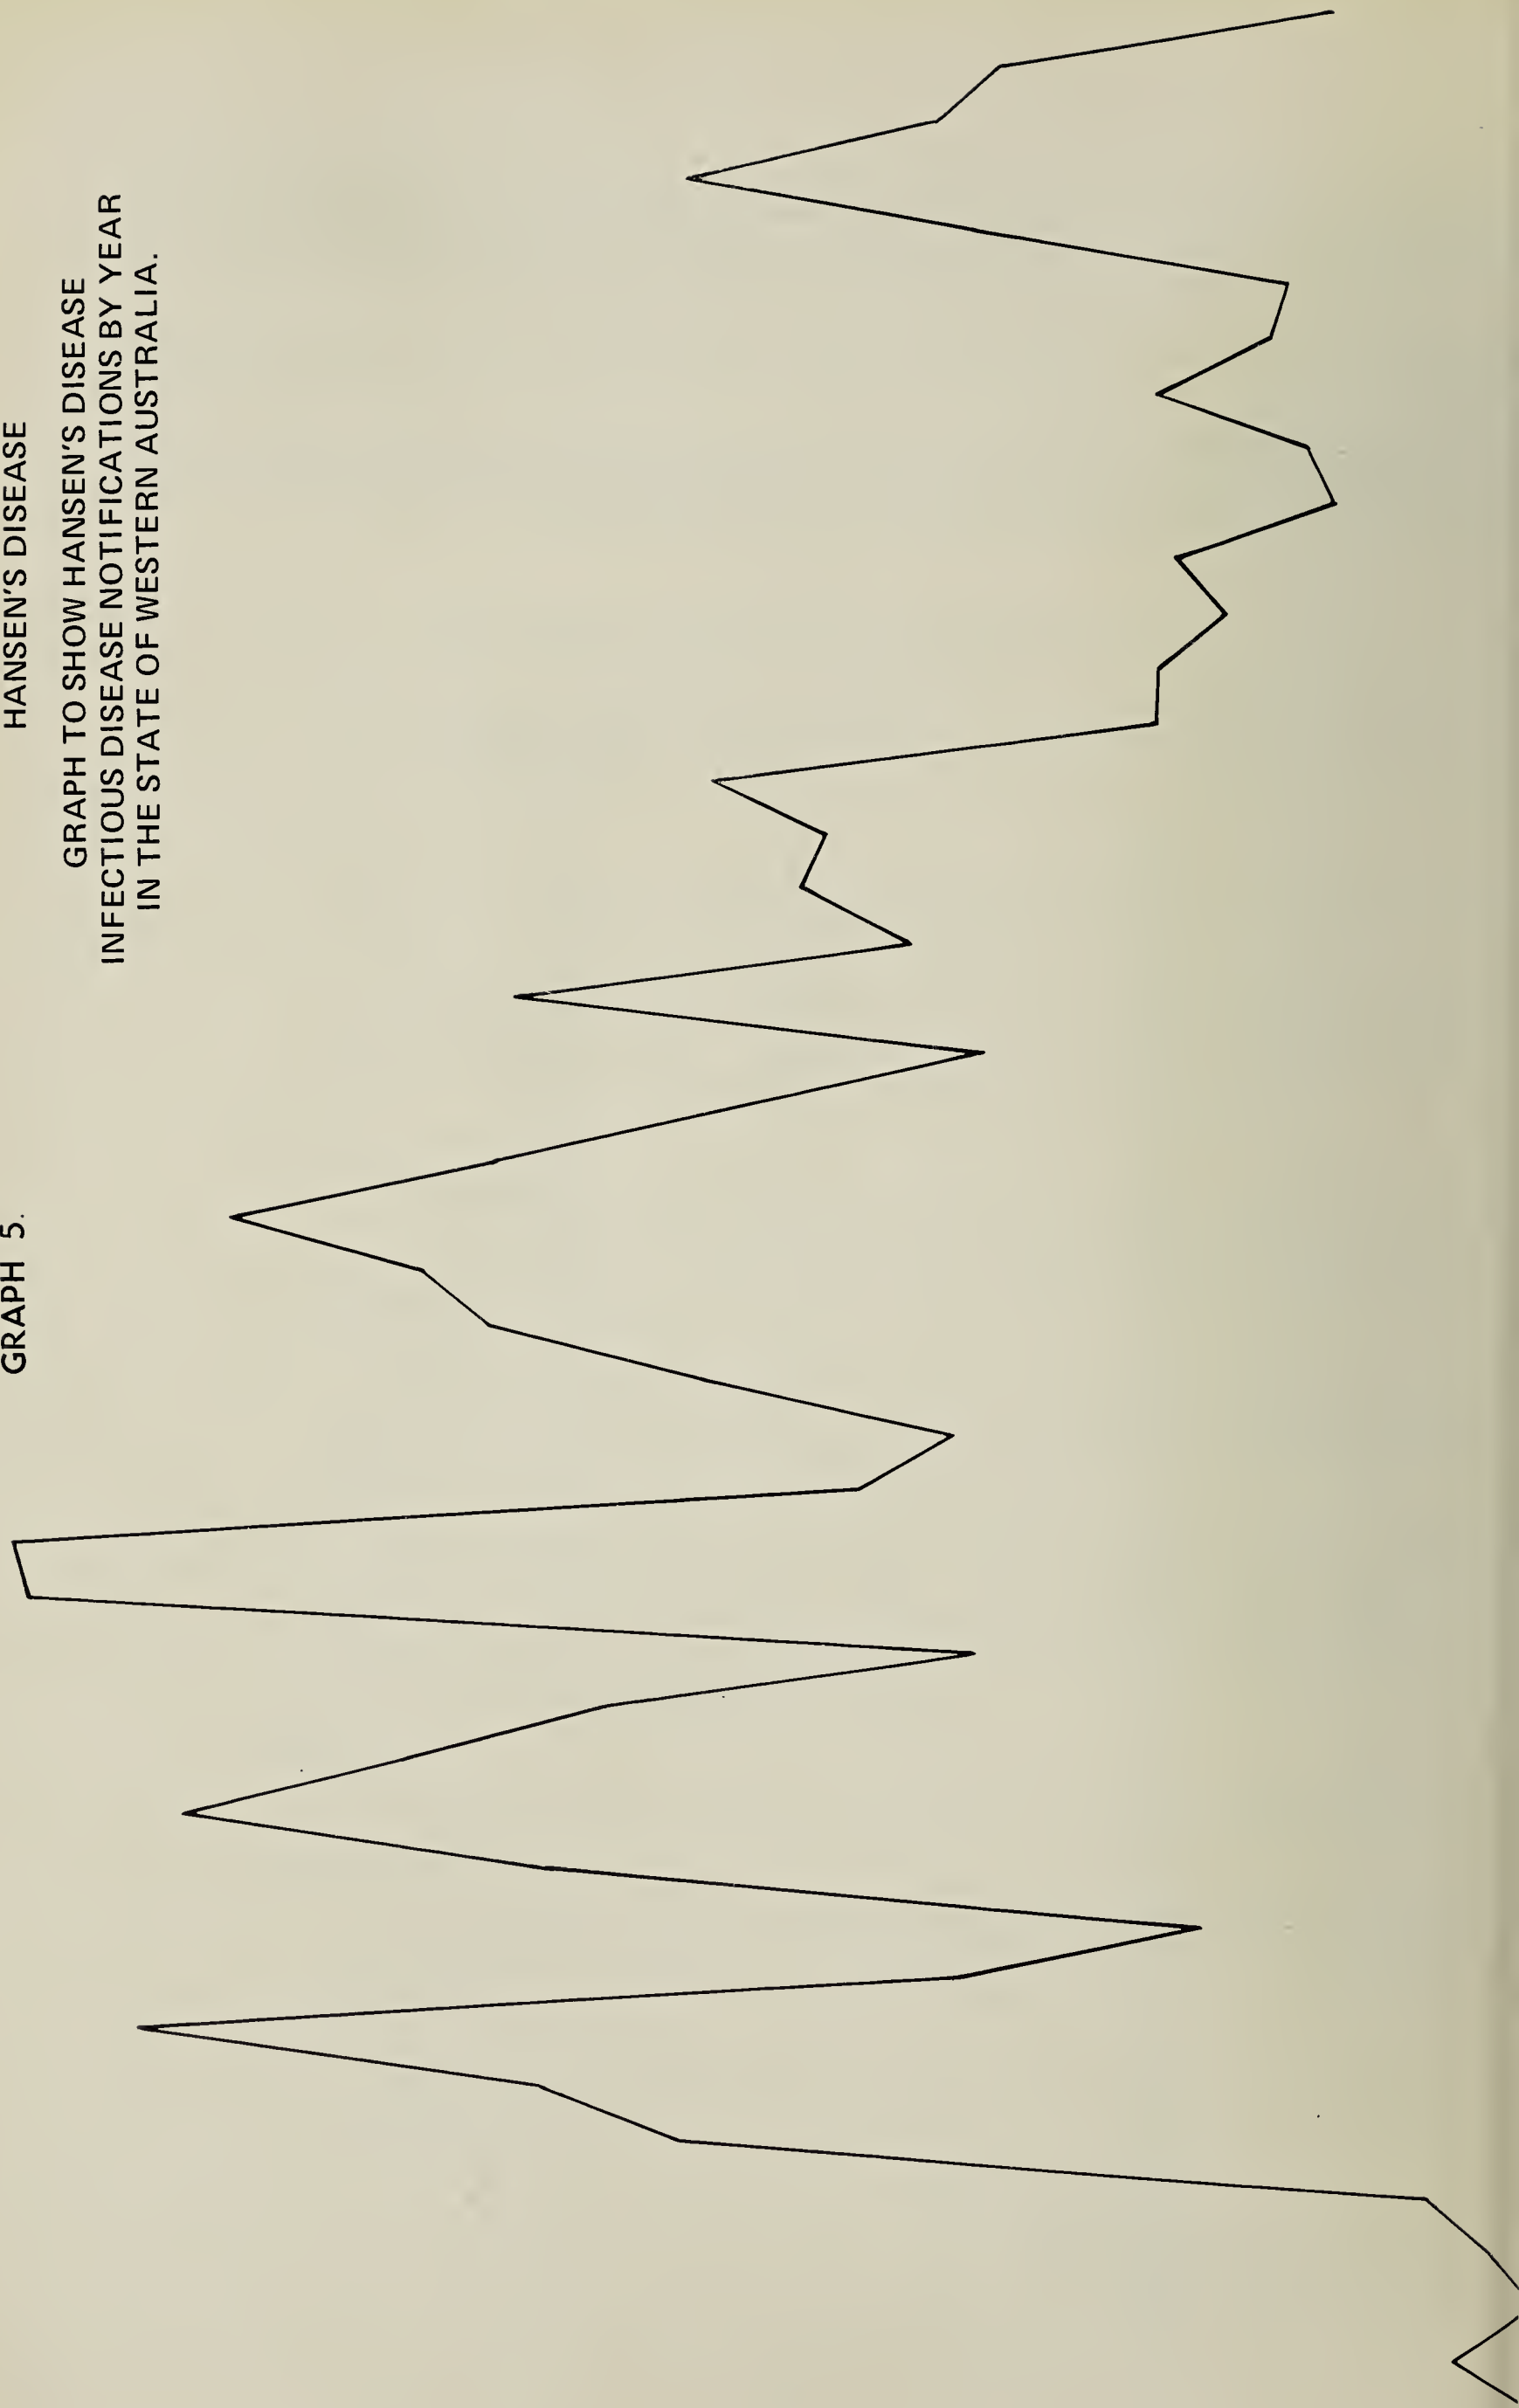 GRAPH 5.
HANSEN'S DISEASE
GRAPH TO SHOW HANSEN'S DISEASE
INFECTIOUS DISEASE NOTIFICATIONS BY YEAR
IN THE STATE OF WESTERN AUSTRALIA.